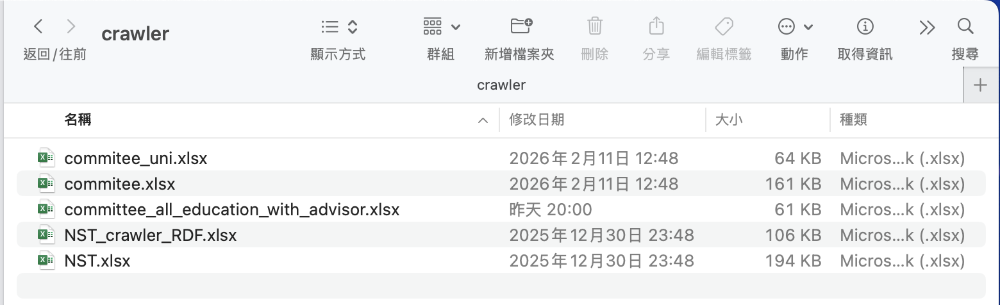 crawler
返回/往前
顯示方式
群組
新增檔案夾
刪除
分享
編輯標籤
動作
取得資訊
搜尋
crawler
名稱 修改日期 大小 種類
commitee_uni.xlsx 2026年2月11日 12:48 64 KB Micros...k (.xlsx)
commitee.xlsx 2026年2月11日 12:48 161 KB Micros...k (.xlsx)
committee_all_education_with_advisor.xlsx 昨天 20:00 61 KB Micros...k (.xlsx)
NST_crawler_RDF.xlsx 2025年12月30日 23:48 106 KB Micros...k (.xlsx)
NST.xlsx 2025年12月30日 23:48 194 KB Micros...k (.xlsx)